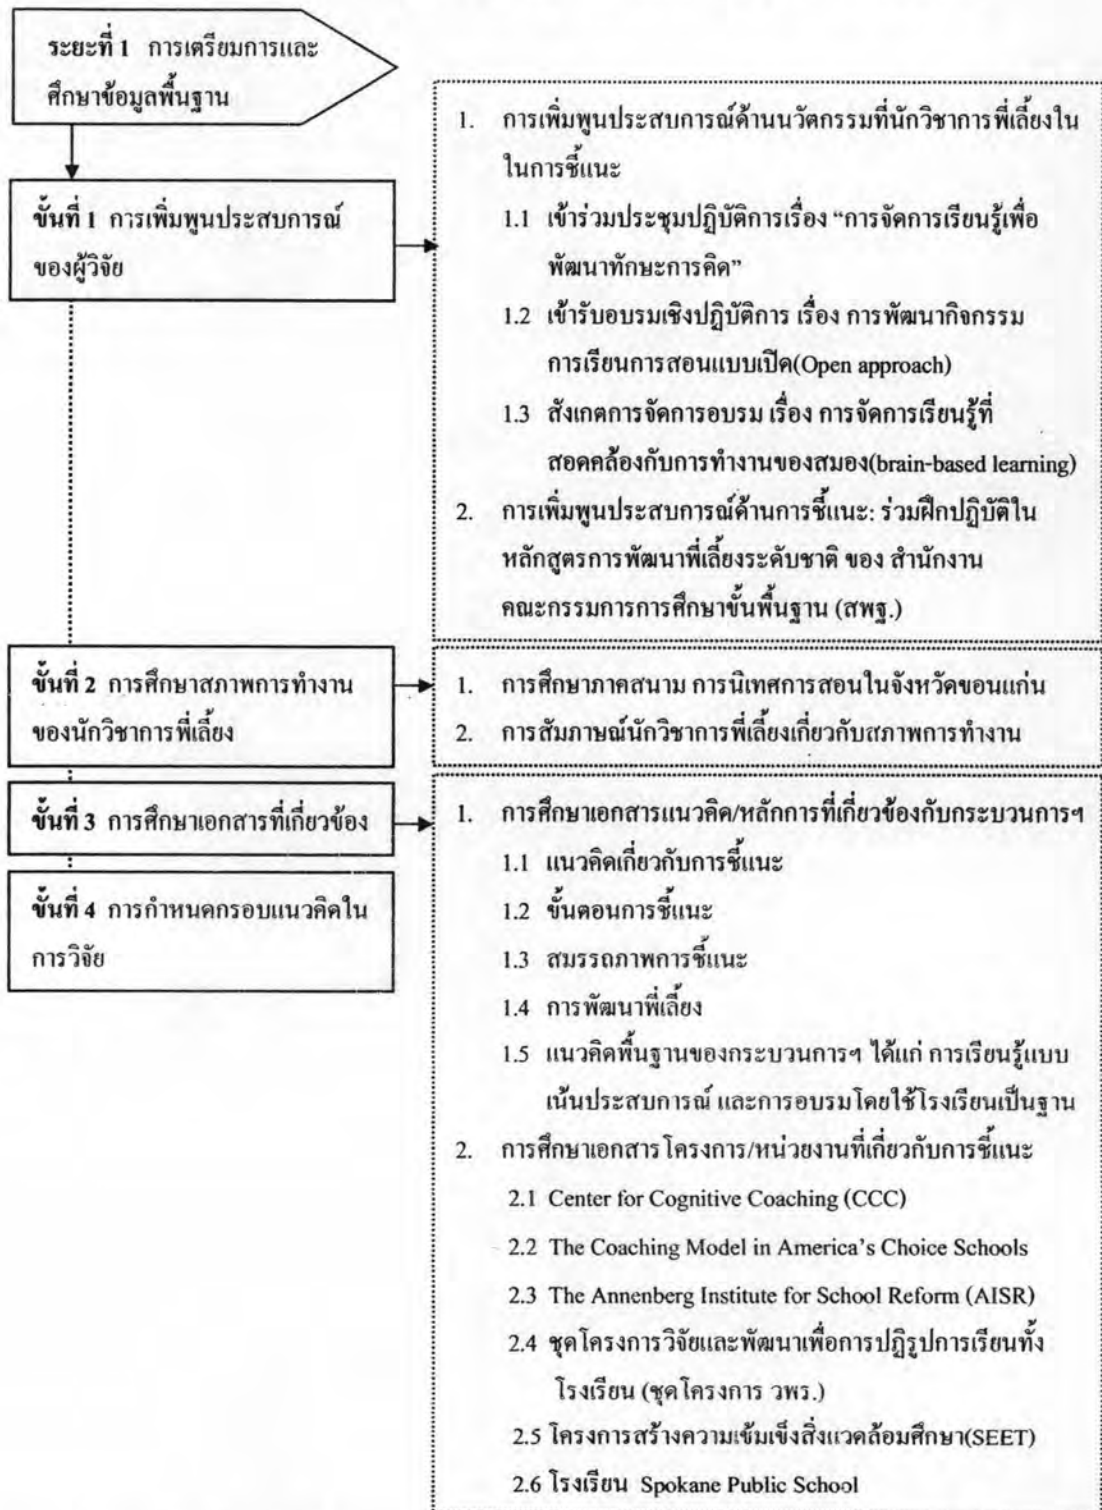 ระยะที่ 1 การเตรียมการและ
ศึกษาข้อมูลพื้นฐาน
ขั้นที่ 1 การเพิ่มพูนประสบการณ์
ของผู้วิจัย
1. การเพิ่มพูนประสบการณ์ด้านนวัตกรรมที่นักวิชาการพี่เลี้ยงใน
ในการชี้แนะ
1.1 เข้าร่วมประชุมปฏิบัติการเรื่อง “การจัดการเรียนรู้เพื่อ
พัฒนาทักษะการคิด”
1.2 เข้ารับอบรมเชิงปฏิบัติการ เรื่อง การพัฒนากิจกรรม
การเรียนการสอนแบบเปิด(Open approach)
1.3 สังเกตการจัดการอบรม เรื่อง การจัดการเรียนรู้ที่
สอดคล้องกับการทำงานของสมอง(brain-based learning)
2. การเพิ่มพูนประสบการณ์ด้านการชี้แนะ: ร่วมฝึกปฏิบัติใน
หลักสูตรการพัฒนาพี่เลี้ยงระดับชาติ ของ สำนักงาน
คณะกรรมการการศึกษาขั้นพื้นฐาน (สพฐ.)
ขั้นที่ 2 การศึกษาสภาพการทำงาน
ของนักวิชาการพี่เลี้ยง
1. การศึกษาภาคสนาม การนิเทศการสอนในจังหวัดขอนแก่น
2. การสัมภาษณ์นักวิชาการพี่เลี้ยงเกี่ยวกับสภาพการทำงาน
ขั้นที่ 3 การศึกษาเอกสารที่เกี่ยวข้อง
ขั้นที่ 4 การกำหนดกรอบแนวคิดใน
การวิจัย
1. การศึกษาเอกสารแนวคิด/หลักการที่เกี่ยวข้องกับกระบวนการฯ
1.1 แนวคิดเกี่ยวกับการชี้แนะ
1.2 ขั้นตอนการชี้แนะ
1.3 สมรรถภาพการชี้แนะ
1.4 การพัฒนาพี่เลี้ยง
1.5 แนวคิดพื้นฐานของกระบวนการฯ ได้แก่ การเรียนรู้แบบ
เน้นประสบการณ์ และการอบรมโดยใช้โรงเรียนเป็นฐาน
2. การศึกษาเอกสารโครงการ/หน่วยงานที่เกี่ยวกับการชี้แนะ
2.1 Center for Cognitive Coaching (CCC)
2.2 The Coaching Model in America's Choice Schools
2.3 The Annenberg Institute for School Reform (AISR)
2.4 ชุดโครงการวิจัยและพัฒนาเพื่อการปฏิรูปการเรียนทั้ง
โรงเรียน (ชุดโครงการ วพร.)
2.5 โครงการสร้างความเข้มเข็งสิ่งแวดล้อมศึกษา(SEET)
2.6 โรงเรียน Spokane Public School